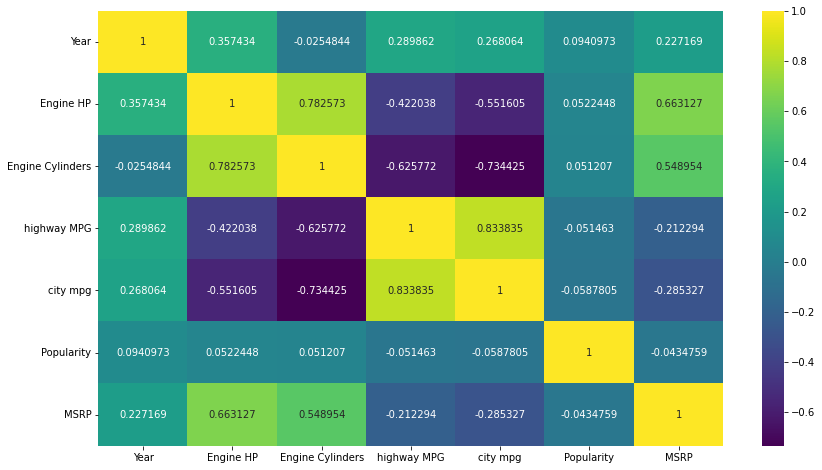 Year 1 0.357434 -0.0254844 0.289862 0.268064 0.0940973 0.227169
Engine HP 0.357434 1 0.782573 -0.422038 -0.551605 0.0522448 0.663127
Engine Cylinders -0.0254844 0.782573 1 -0.625772 -0.734425 0.051207 0.548954
highway MPG 0.289862 -0.422038 -0.625772 1 0.833835 -0.051463 -0.212294
city mpg 0.268064 -0.551605 -0.734425 0.833835 1 -0.0587805 -0.285327
Popularity 0.0940973 0.0522448 0.051207 -0.051463 -0.0587805 1 -0.0434759
MSRP 0.227169 0.663127 0.548954 -0.212294 -0.285327 -0.0434759 1
Year Engine HP Engine Cylinders highway MPG city mpg Popularity MSRP
1.0
0.8
0.6
0.4
0.2
0.0
−0.2
−0.4
−0.6